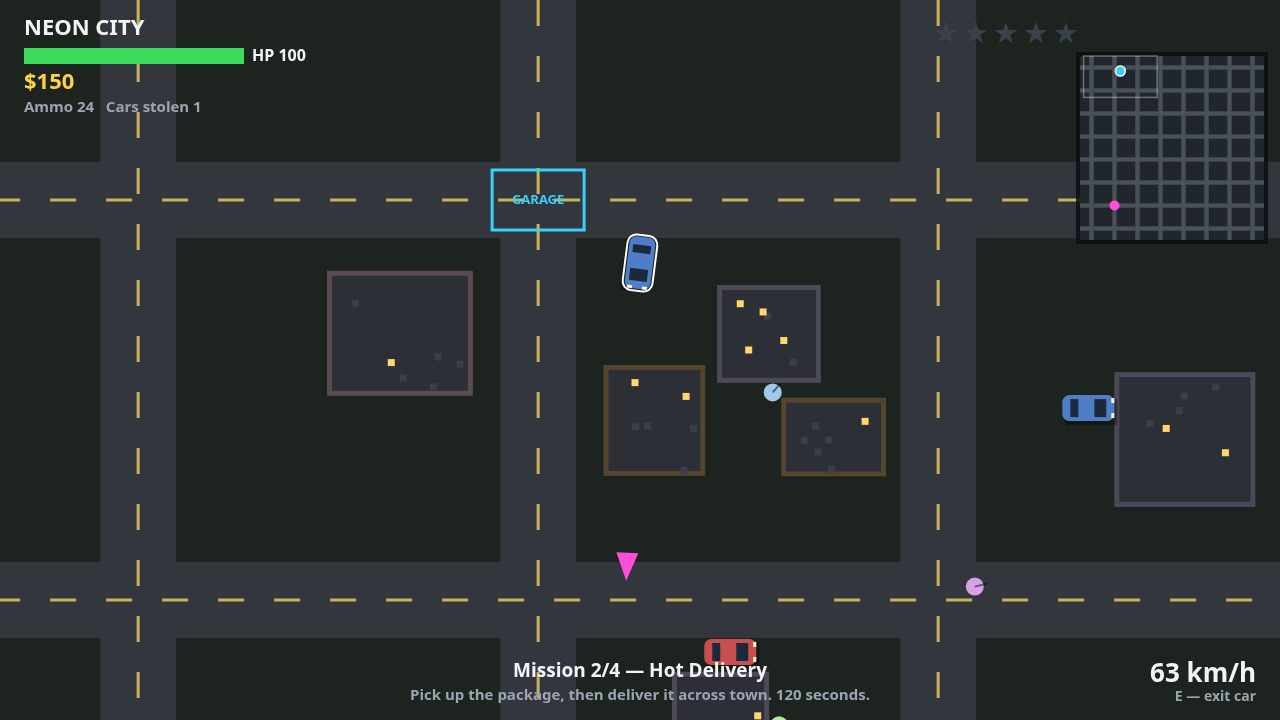 NEON CITY
HP 100
$150
Ammo 24 Cars stolen 1
GARAGE
Mission 2/4 — Hot Delivery
Pick up the package, then deliver it across town. 120 seconds.
63 km/h
E — exit car